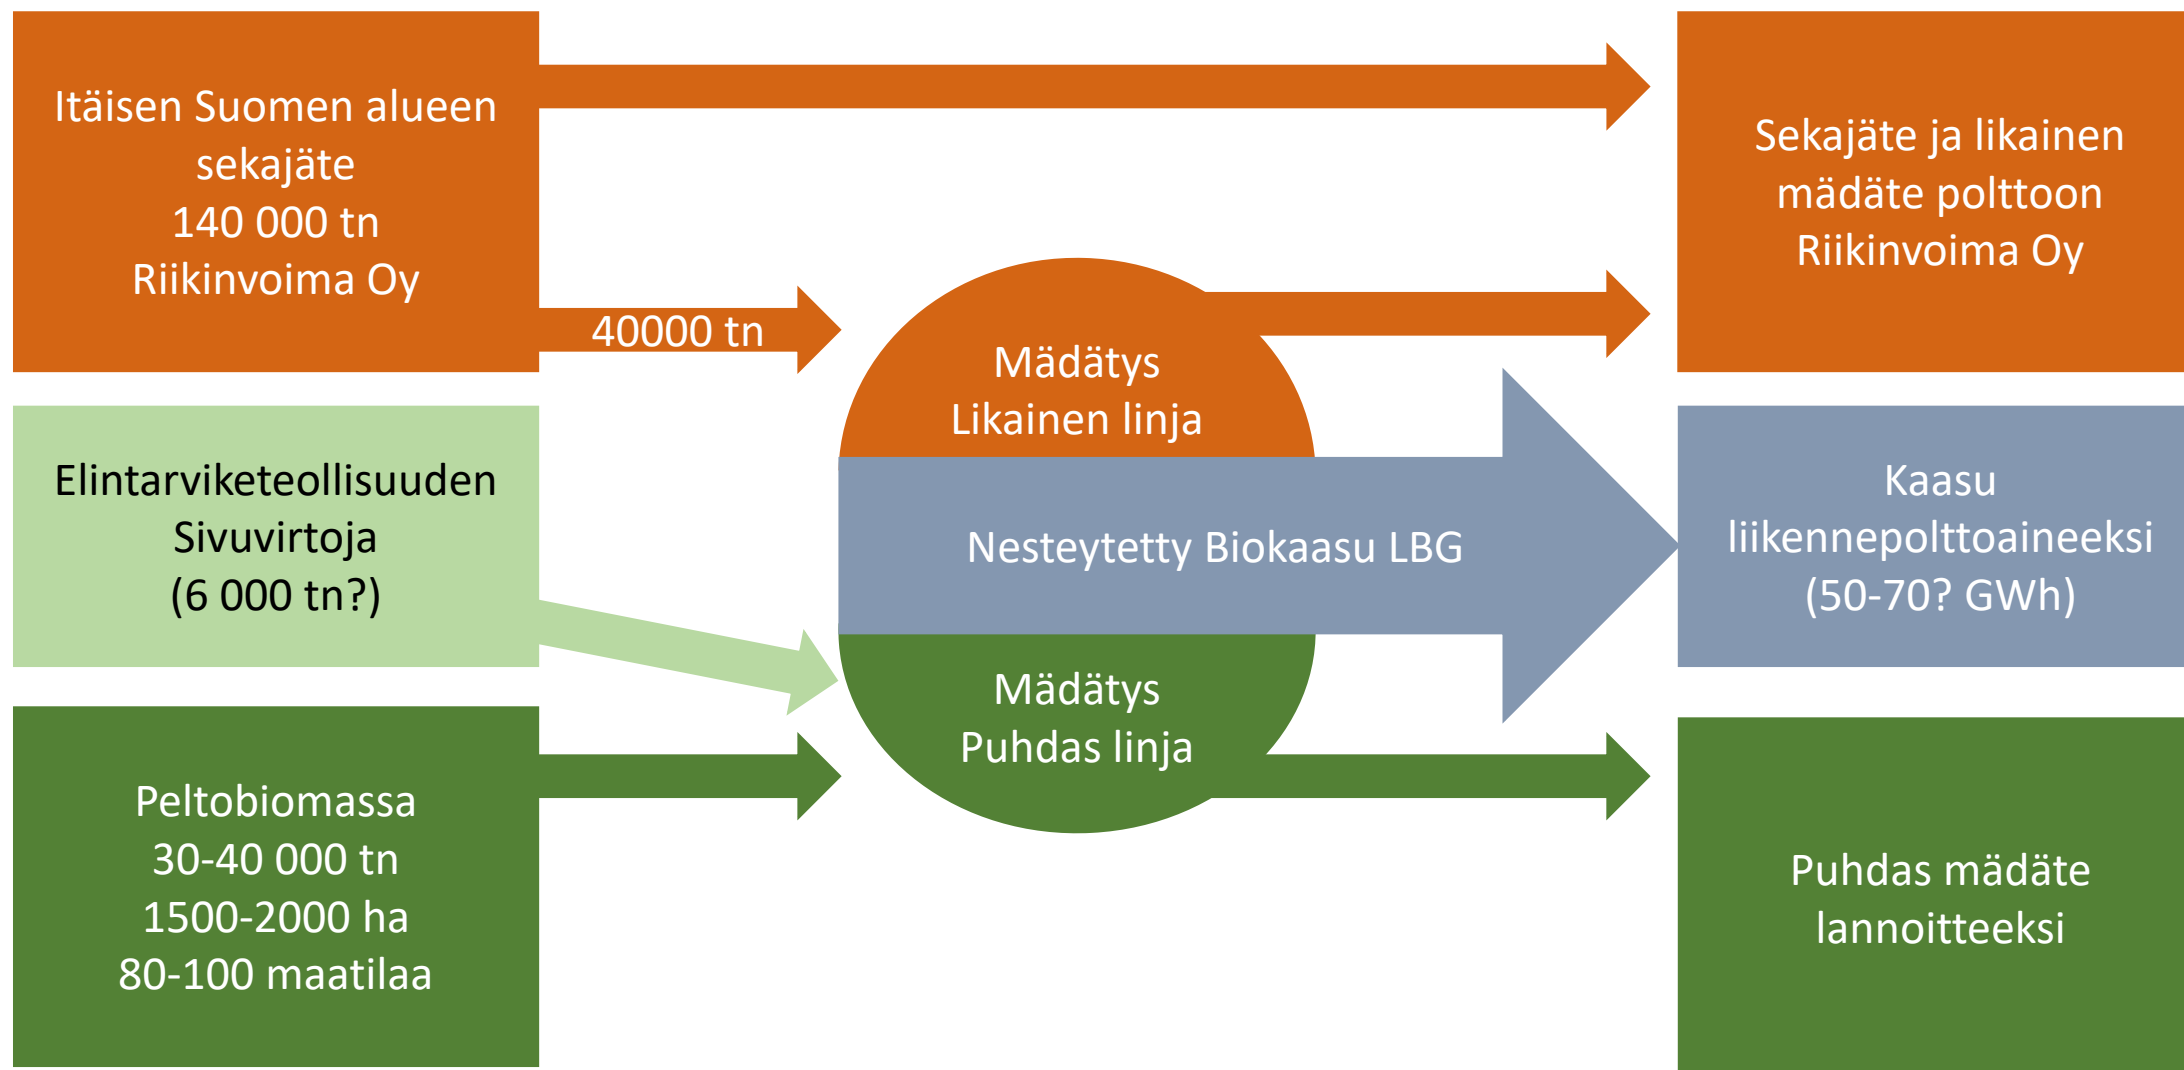 Itäisen Suomen alueen
sekajäte
140 000 tn
Riikinvoima Oy
40000 tn
Sekajäte ja likainen
mädäte polttoon
Riikinvoima Oy
Mädätys
Likainen linja
Elintarviketeollisuuden
Sivuvirtoja
(6 000 tn?)
Nesteytetty Biokaasu LBG
Kaasu
liikennepolttoaineeksi
(50-70? GWh)
Mädätys
Puhdas linja
Peltobiomassa
30-40 000 tn
1500-2000 ha
80-100 maatilaa
Puhdas mädäte
lannoitteeksi